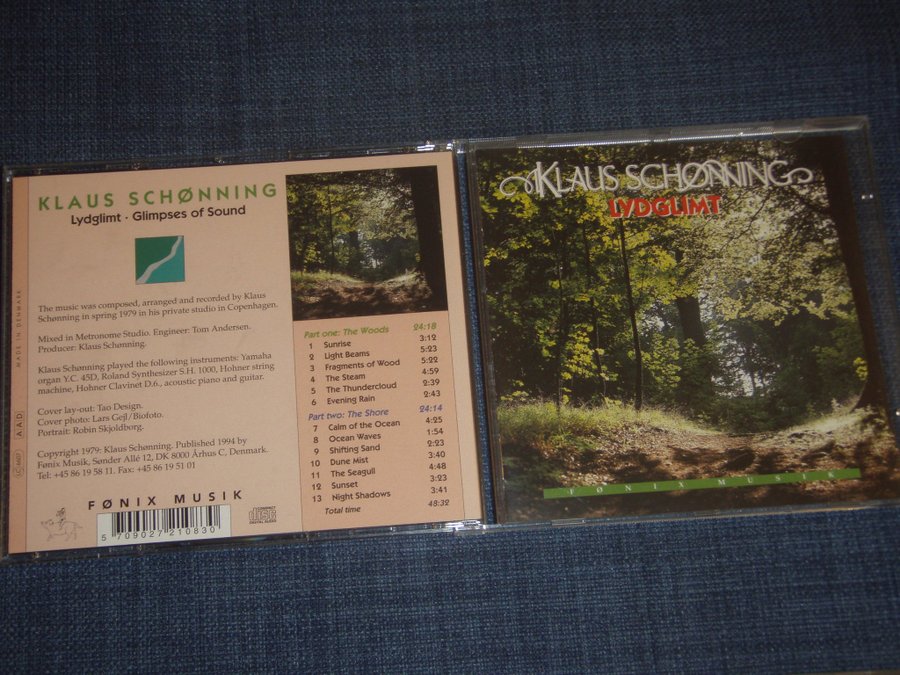 KLAUS SCHØNNING
Lydglimt · Glimpses of Sound
The music was composed, arranged and recorded by Klaus
Schønning in spring 1979 in his private studio in Copenhagen.
Mixed in Metronome Studio. Engineer: Tom Andersen.
Producer: Klaus Schønning.
Klaus Schønning played the following instruments: Yamaha
organ Y.C. 45D, Roland Synthesizer S.H. 1000, Hohner string
machine, Hohner Clavinet D.6., acoustic piano and guitar.
Cover lay-out: Tao Design.
Cover photo: Lars Gejl/Biofoto.
Portrait: Robin Skjoldborg.
Copyright 1979: Klaus Schønning. Published 1994 by
Fønix Musik, Sønder Allé 12, DK 8000 Århus C, Denmark.
Tel: +45 86 19 58 11. Fax: +45 86 19 51 01
FØNIX MUSIK
5 709027 210830
COMPACT
disc
DIGITAL AUDIO
MADE IN DENMARK
AAD
Part one: The Woods 24:18
1 Sunrise 3:12
2 Light Beams 5:23
3 Fragments of Wood 5:22
4 The Steam 4:59
5 The Thundercloud 2:39
6 Evening Rain 2:43
Part two: The Shore 24:14
7 Calm of the Ocean 4:25
8 Ocean Waves 1:54
9 Shifting Sand 2:23
10 Dune Mist 3:40
11 The Seagull 4:48
12 Sunset 3:23
13 Night Shadows 3:41
Total time 48:32
KLAUS SCHØNNING
LYDGLIMT
FØNIX MUSIK